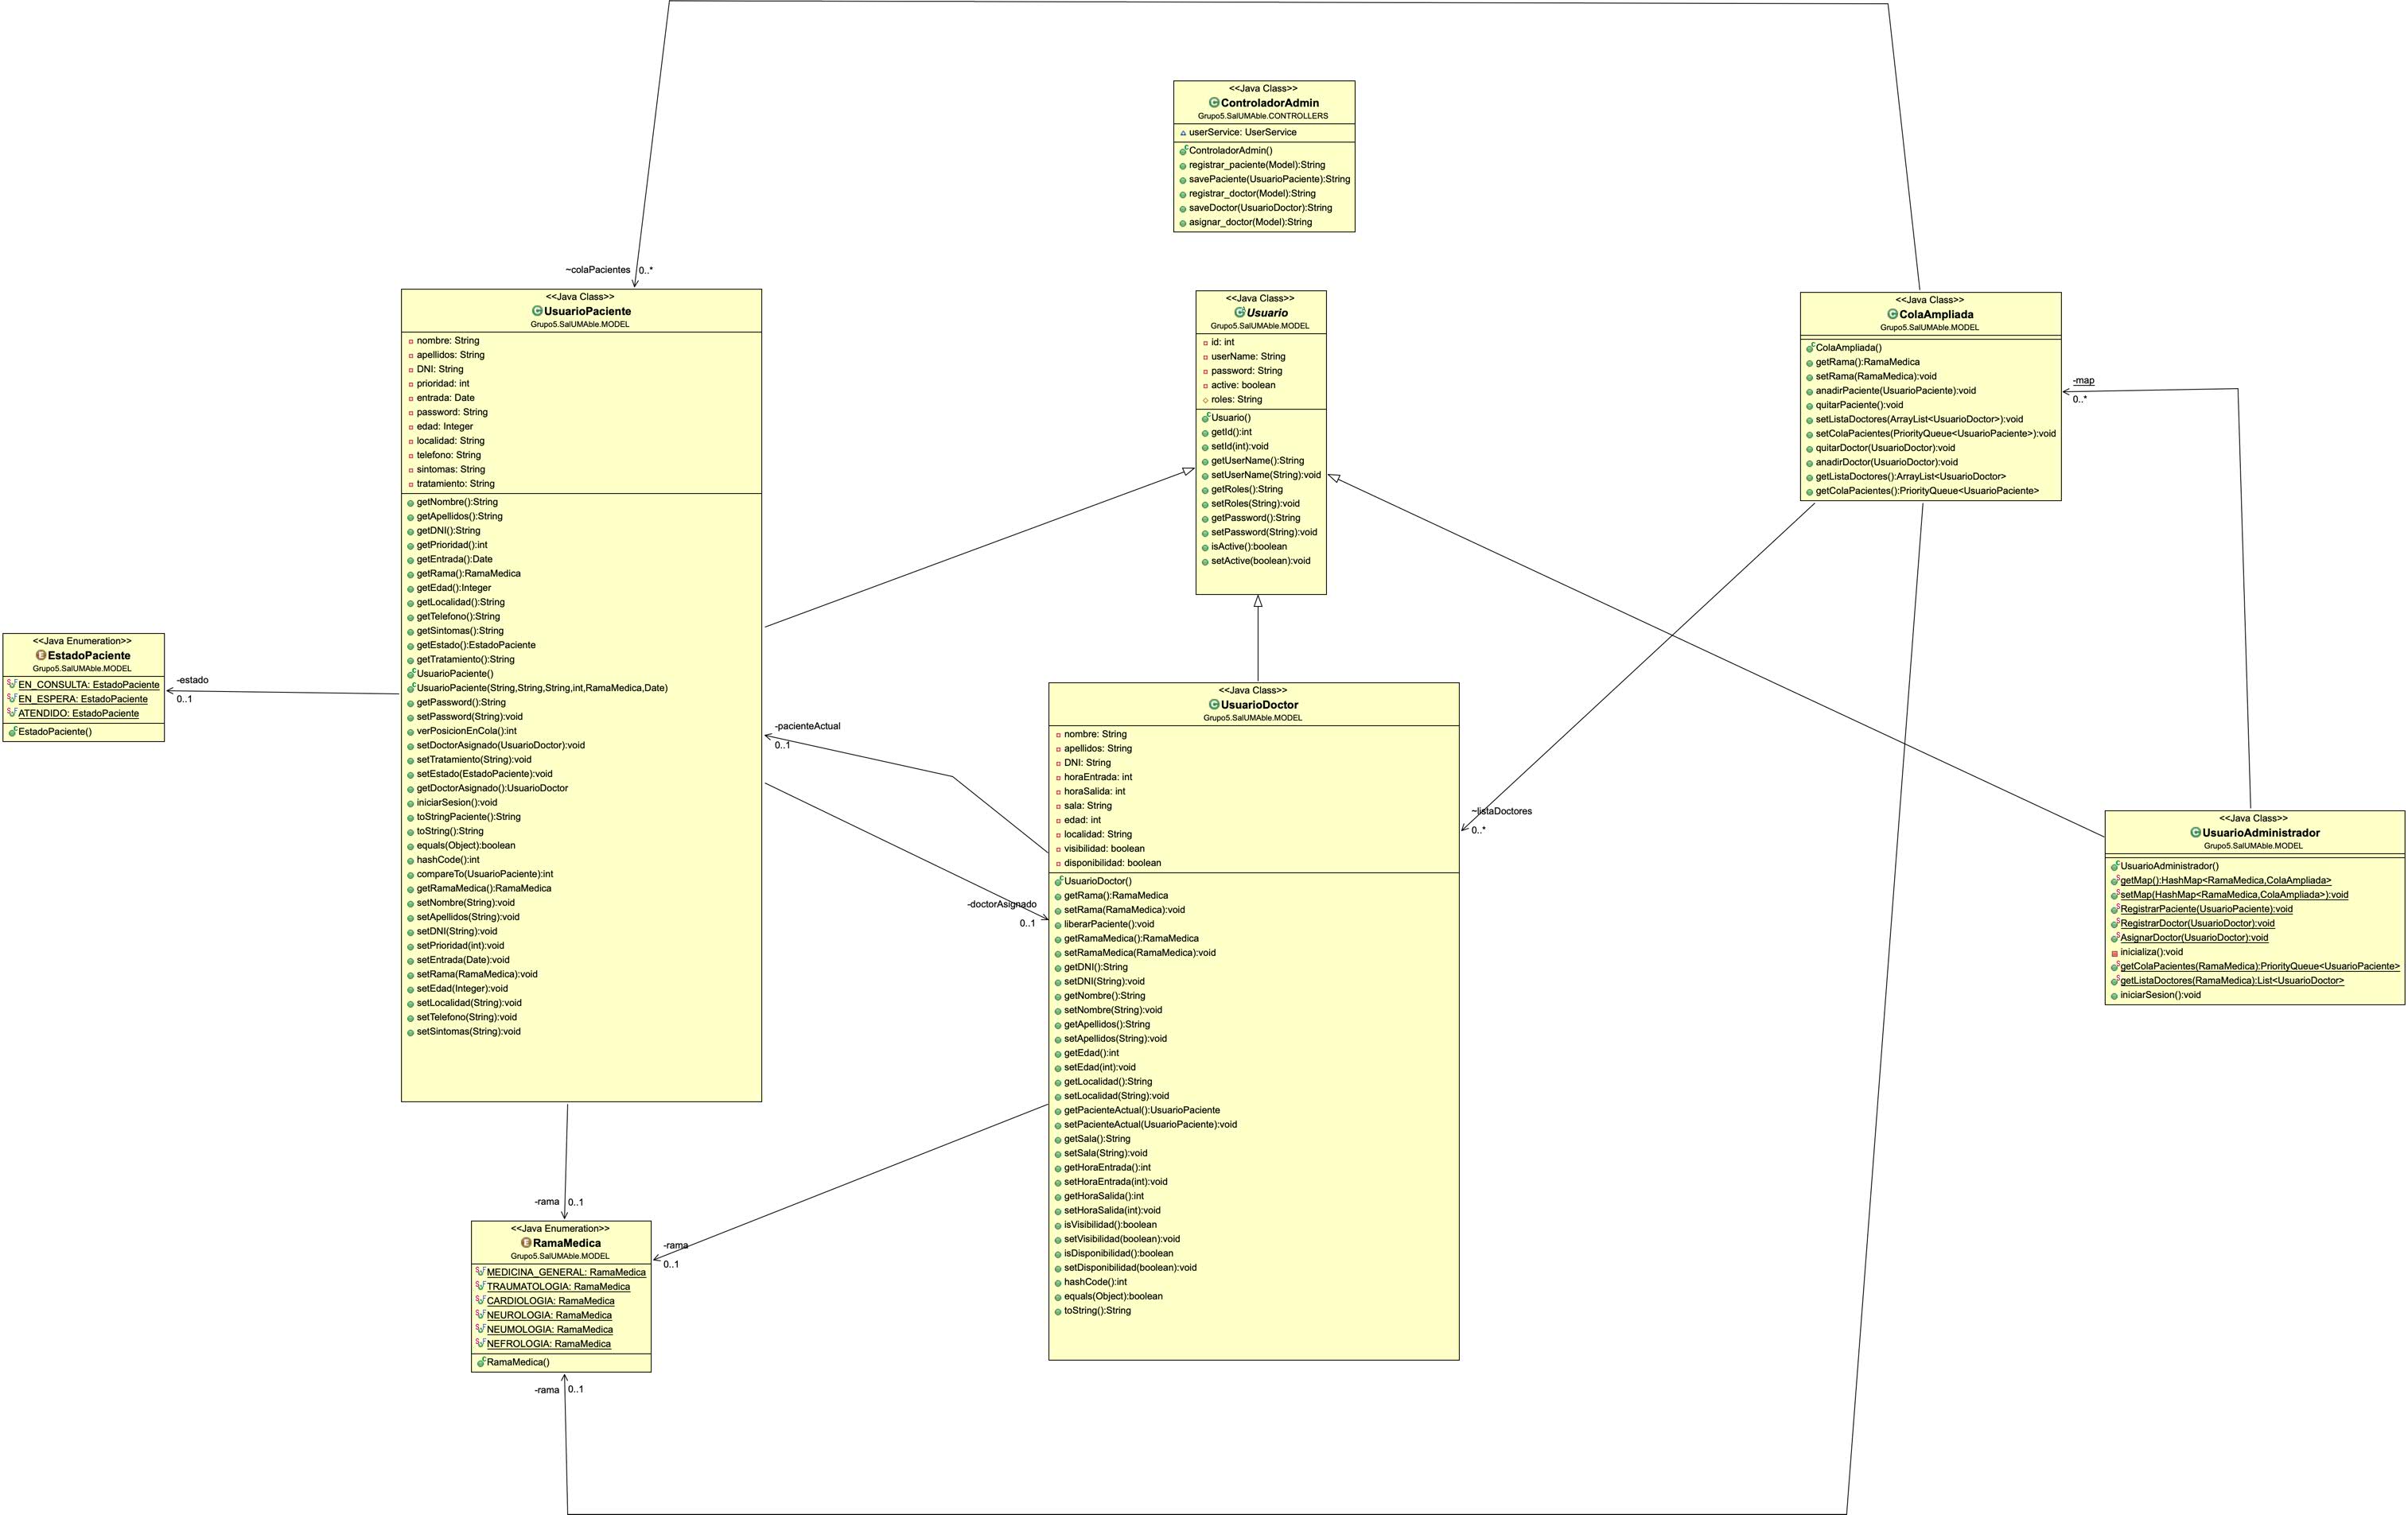 <<Java Class>>
ControladorAdmin
Grupo5.SalUMAble.CONTROLLERS
userService: UserService
ControladorAdmin()
registrar_paciente(Model):String
savePaciente(UsuarioPaciente):String
registrar_doctor(Model):String
saveDoctor(UsuarioDoctor):String
asignar_doctor(Model):String
~colaPacientes
0..*
<<Java Class>>
UsuarioPaciente
Grupo5.SalUMAble.MODEL
nombre: String
apellidos: String
DNI: String
prioridad: int
entrada: Date
password: String
edad: Integer
localidad: String
telefono: String
sintomas: String
tratamiento: String
getNombre():String
getApellidos():String
getDNI():String
getPrioridad():int
getEntrada():Date
getRama():RamaMedica
getEdad():Integer
getLocalidad():String
getTelefono():String
getSintomas():String
getEstado():EstadoPaciente
getTratamiento():String
UsuarioPaciente()
UsuarioPaciente(String,String,String,int,RamaMedica,Date)
getPassword():String
setPassword(String):void
verPosicionEnCola():int
setDoctorAsignado(UsuarioDoctor):void
setTratamiento(String):void
setEstado(EstadoPaciente):void
getDoctorAsignado():UsuarioDoctor
iniciarSesion():void
toStringPaciente():String
toString():String
equals(Object):boolean
hashCode():int
compareTo(UsuarioPaciente):int
getRamaMedica():RamaMedica
setNombre(String):void
setApellidos(String):void
setDNI(String):void
setPrioridad(int):void
setEntrada(Date):void
setRama(RamaMedica):void
setEdad(Integer):void
setLocalidad(String):void
setTelefono(String):void
setSintomas(String):void
<<Java Class>>
Usuario
Grupo5.SalUMAble.MODEL
id: int
userName: String
password: String
active: boolean
roles: String
Usuario()
getId():int
setId(int):void
getUserName():String
setUserName(String):void
getRoles():String
setRoles(String):void
getPassword():String
setPassword(String):void
isActive():boolean
setActive(boolean):void
<<Java Class>>
ColaAmpliada
Grupo5.SalUMAble.MODEL
ColaAmpliada()
getRama():RamaMedica
setRama(RamaMedica):void
anadirPaciente(UsuarioPaciente):void
quitarPaciente():void
setListaDoctores(ArrayList<UsuarioDoctor>):void
setColaPacientes(PriorityQueue<UsuarioPaciente>):void
quitarDoctor(UsuarioDoctor):void
anadirDoctor(UsuarioDoctor):void
getListaDoctores():ArrayList<UsuarioDoctor>
getColaPacientes():PriorityQueue<UsuarioPaciente>
-map
0..*
<<Java Enumeration>>
EstadoPaciente
Grupo5.SalUMAble.MODEL
EN_CONSULTA: EstadoPaciente
EN_ESPERA: EstadoPaciente
ATENDIDO: EstadoPaciente
EstadoPaciente()
-estado
0..1
-pacienteActual
0..1
-doctorAsignado
0..1
<<Java Class>>
UsuarioDoctor
Grupo5.SalUMAble.MODEL
nombre: String
apellidos: String
DNI: String
horaEntrada: int
horaSalida: int
sala: String
edad: int
localidad: String
visibilidad: boolean
disponibilidad: boolean
UsuarioDoctor()
getRama():RamaMedica
setRama(RamaMedica):void
liberarPaciente():void
getRamaMedica():RamaMedica
setRamaMedica(RamaMedica):void
getDNI():String
setDNI(String):void
getNombre():String
setNombre(String):void
getApellidos():String
setApellidos(String):void
getEdad():int
setEdad(int):void
getLocalidad():String
setLocalidad(String):void
getPacienteActual():UsuarioPaciente
setPacienteActual(UsuarioPaciente):void
getSala():String
setSala(String):void
getHoraEntrada():int
setHoraEntrada(int):void
getHoraSalida():int
setHoraSalida(int):void
isVisibilidad():boolean
setVisibilidad(boolean):void
isDisponibilidad():boolean
setDisponibilidad(boolean):void
hashCode():int
equals(Object):boolean
toString():String
~listaDoctores
0..*
<<Java Class>>
UsuarioAdministrador
Grupo5.SalUMAble.MODEL
UsuarioAdministrador()
getMap():HashMap<RamaMedica,ColaAmpliada>
setMap(HashMap<RamaMedica,ColaAmpliada>):void
RegistrarPaciente(UsuarioPaciente):void
RegistrarDoctor(UsuarioDoctor):void
AsignarDoctor(UsuarioDoctor):void
inicializa():void
getColaPacientes(RamaMedica):PriorityQueue<UsuarioPaciente>
getListaDoctores(RamaMedica):List<UsuarioDoctor>
iniciarSesion():void
-rama
0..1
<<Java Enumeration>>
RamaMedica
Grupo5.SalUMAble.MODEL
MEDICINA_GENERAL: RamaMedica
TRAUMATOLOGIA: RamaMedica
CARDIOLOGIA: RamaMedica
NEUROLOGIA: RamaMedica
NEUMOLOGIA: RamaMedica
NEFROLOGIA: RamaMedica
RamaMedica()
-rama
0..1
-rama
0..1